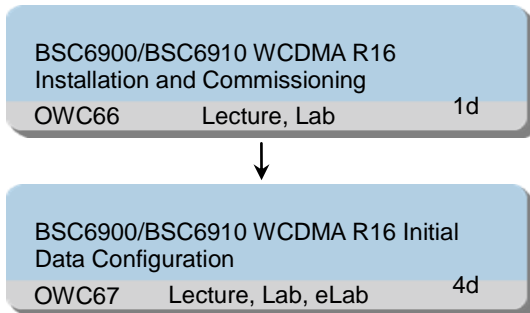 BSC6900/BSC6910 WCDMA R16
Installation and Commissioning
OWC66 Lecture, Lab 1d
BSC6900/BSC6910 WCDMA R16 Initial
Data Configuration
OWC67 Lecture, Lab, eLab 4d